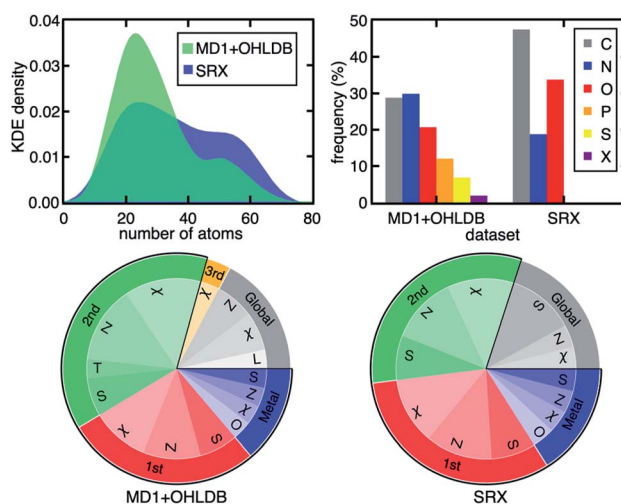 0.04
0.03
0.02
0.01
0.00
KDE density
MD1+OHLDB
SRX
0
20
40
60
80
number of atoms
50
40
30
20
10
0
frequency (%)
C
N
O
P
S
X
MD1+OHLDB
SRX
dataset
3rd
χ
Z
Global
χ
L
S
Z
χ
O
Metal
S
Z
χ
1st
S
T
Z
χ
2nd
MD1+OHLDB
S
Global
Z
χ
S
Z
χ
O
Metal
S
Z
χ
1st
S
Z
χ
2nd
SRX